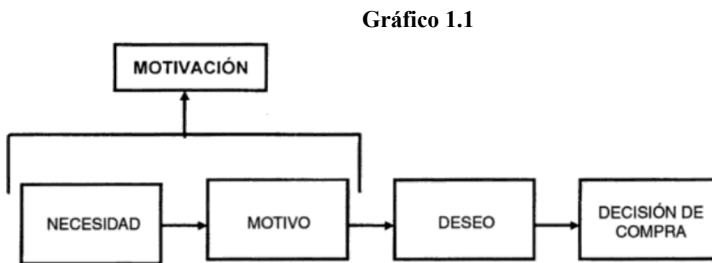 Gráfico 1.1
MOTIVACIÓN
NECESIDAD
MOTIVO
DESEO
DECISIÓN DE
COMPRA